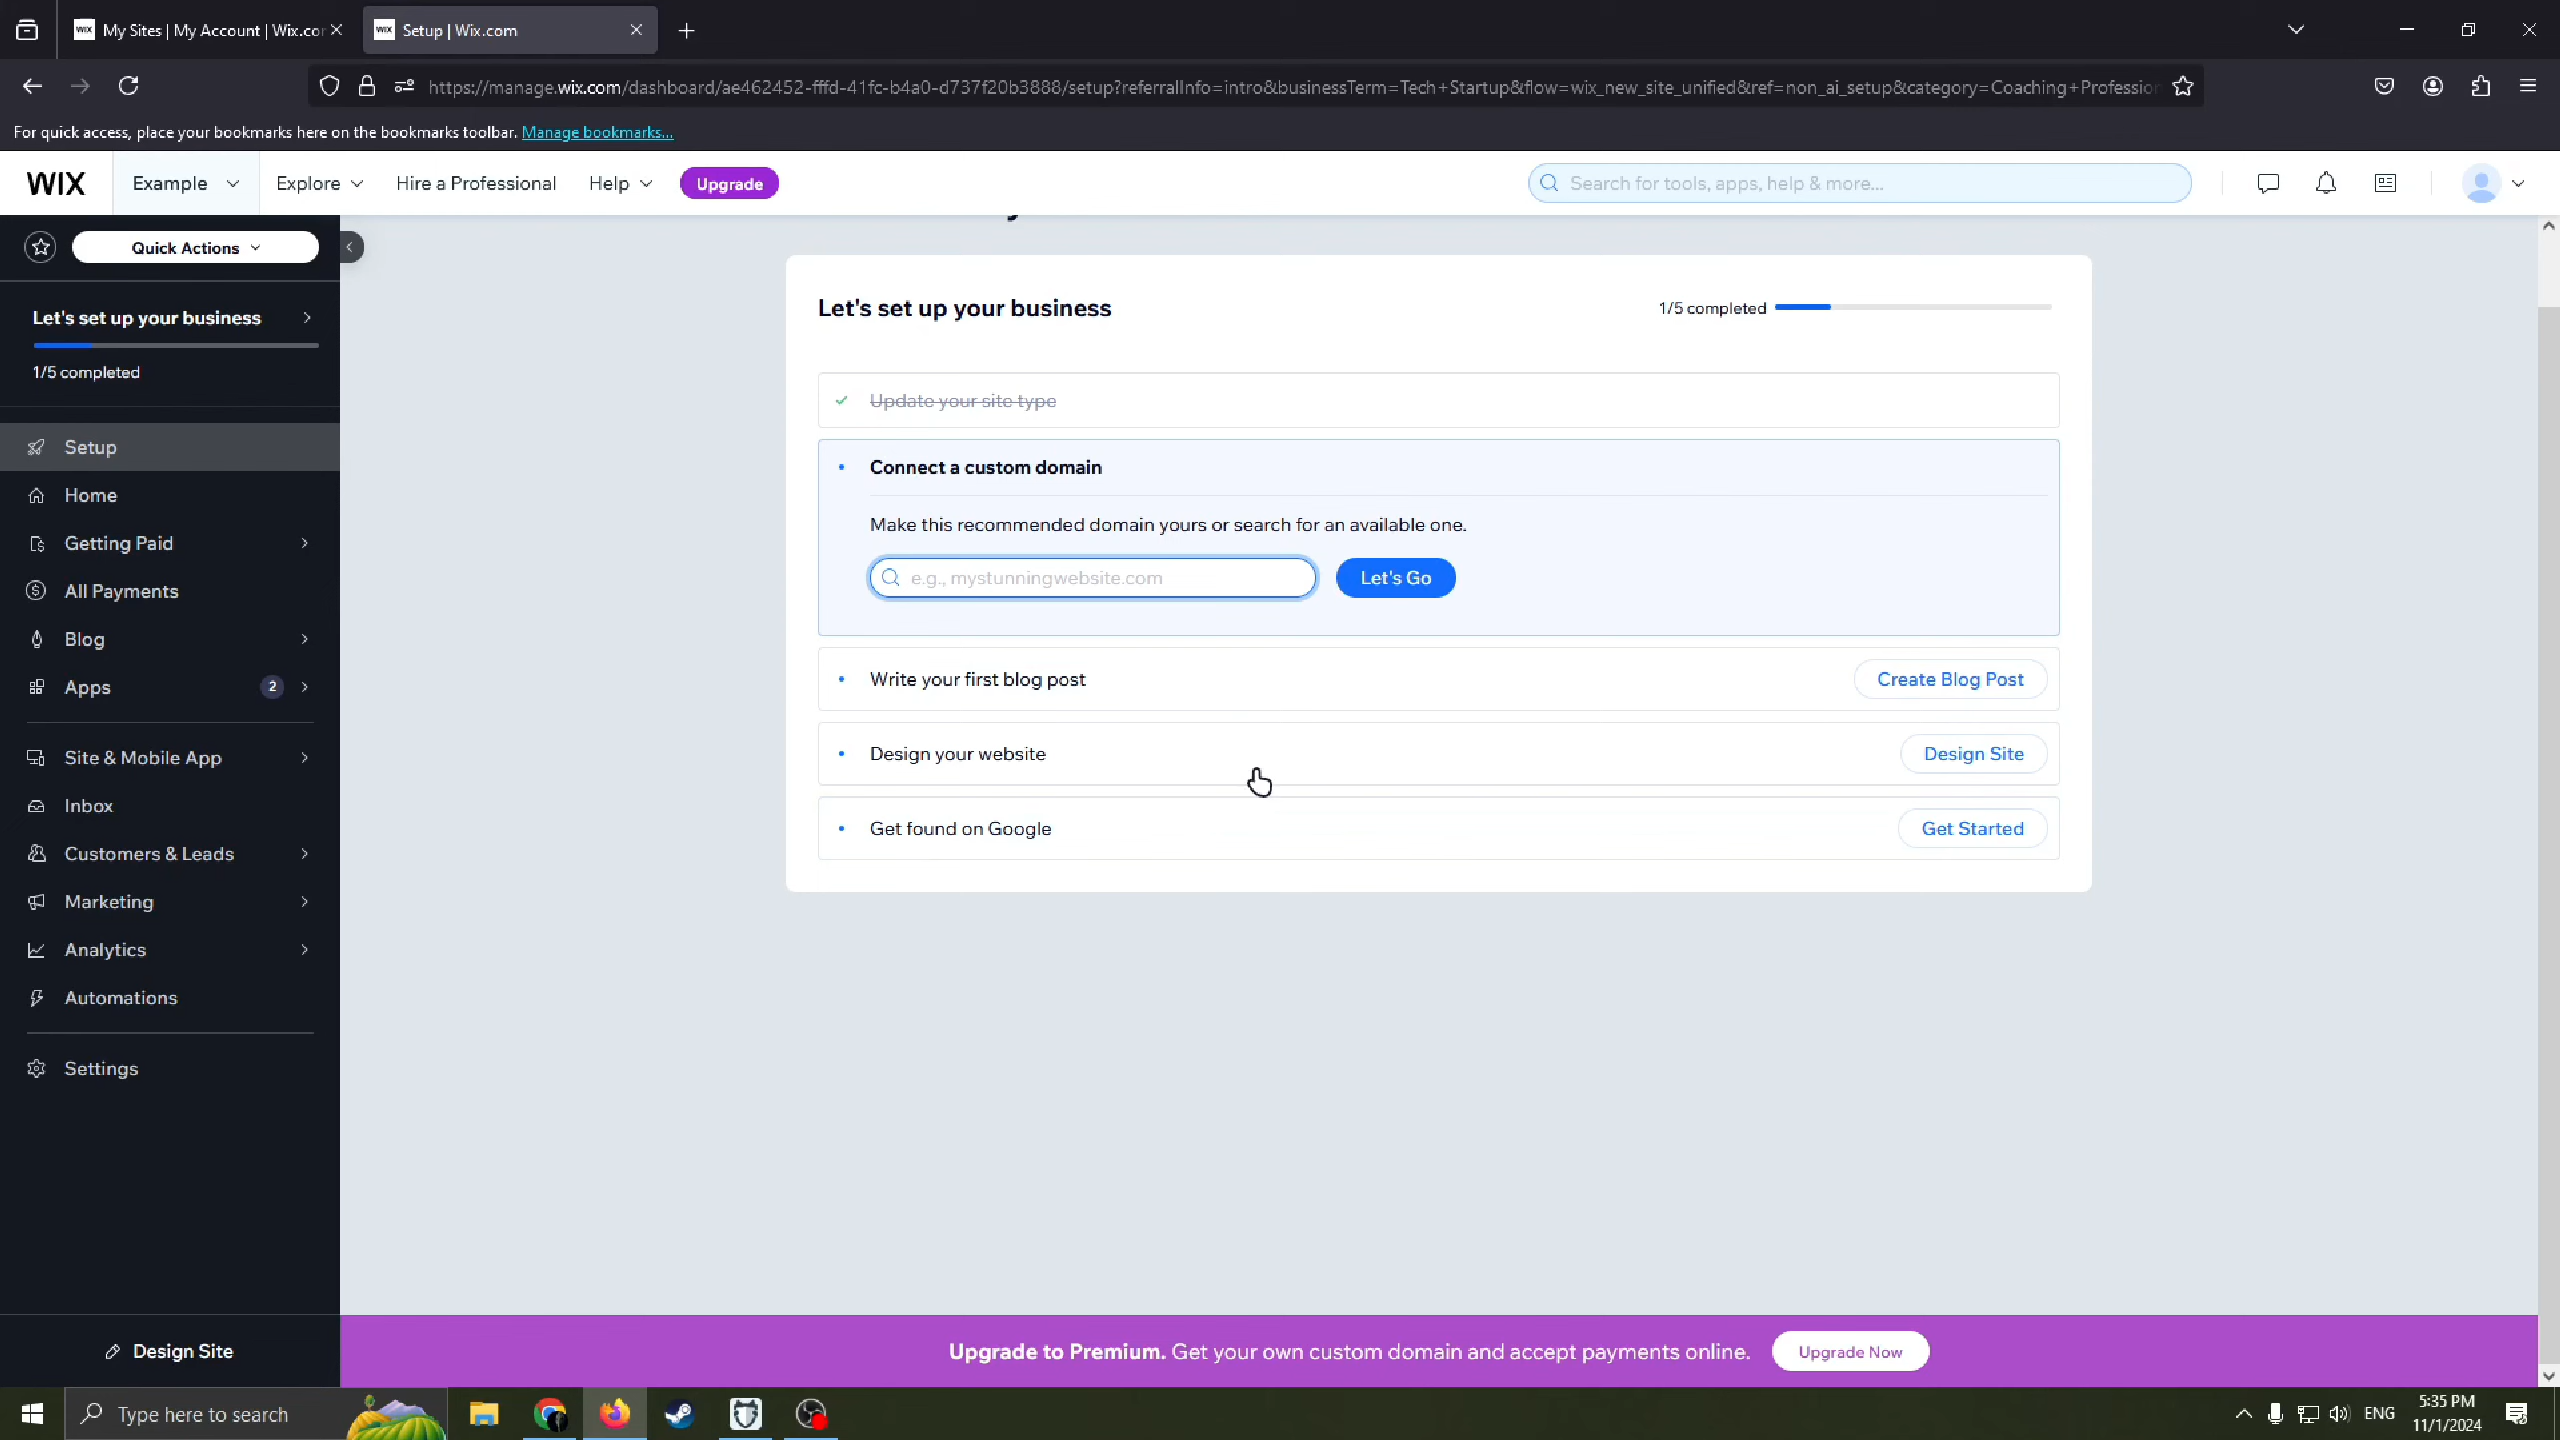 My Sites | My Account | Wix.cor
Setup | Wix.com
https://manage.wix.com/dashboard/ae462452-fffd-41fc-b4a0-d737f20b3888/setup?referralInfo=intro&businessTerm=Tech+Startup&flow=wix_new_site_unified&ref=non_ai_setup&category=Coaching+Profession
For quick access, place your bookmarks here on the bookmarks toolbar. Manage bookmarks...
WIX Example Explore Hire a Professional Help Upgrade Search for tools, apps, help & more...
Quick Actions
Let's set up your business
1/5 completed
Setup
Home
Getting Paid
All Payments
Blog
Apps 2
Site & Mobile App
Inbox
Customers & Leads
Marketing
Analytics
Automations
Settings
Design Site
Let's set up your business 1/5 completed
Update your site type
Connect a custom domain
Make this recommended domain yours or search for an available one.
e.g., mystunningwebsite.com Let's Go
Write your first blog post Create Blog Post
Design your website Design Site
Get found on Google Get Started
Upgrade to Premium. Get your own custom domain and accept payments online. Upgrade Now
Type here to search
ENG
5:35 PM
11/1/2024